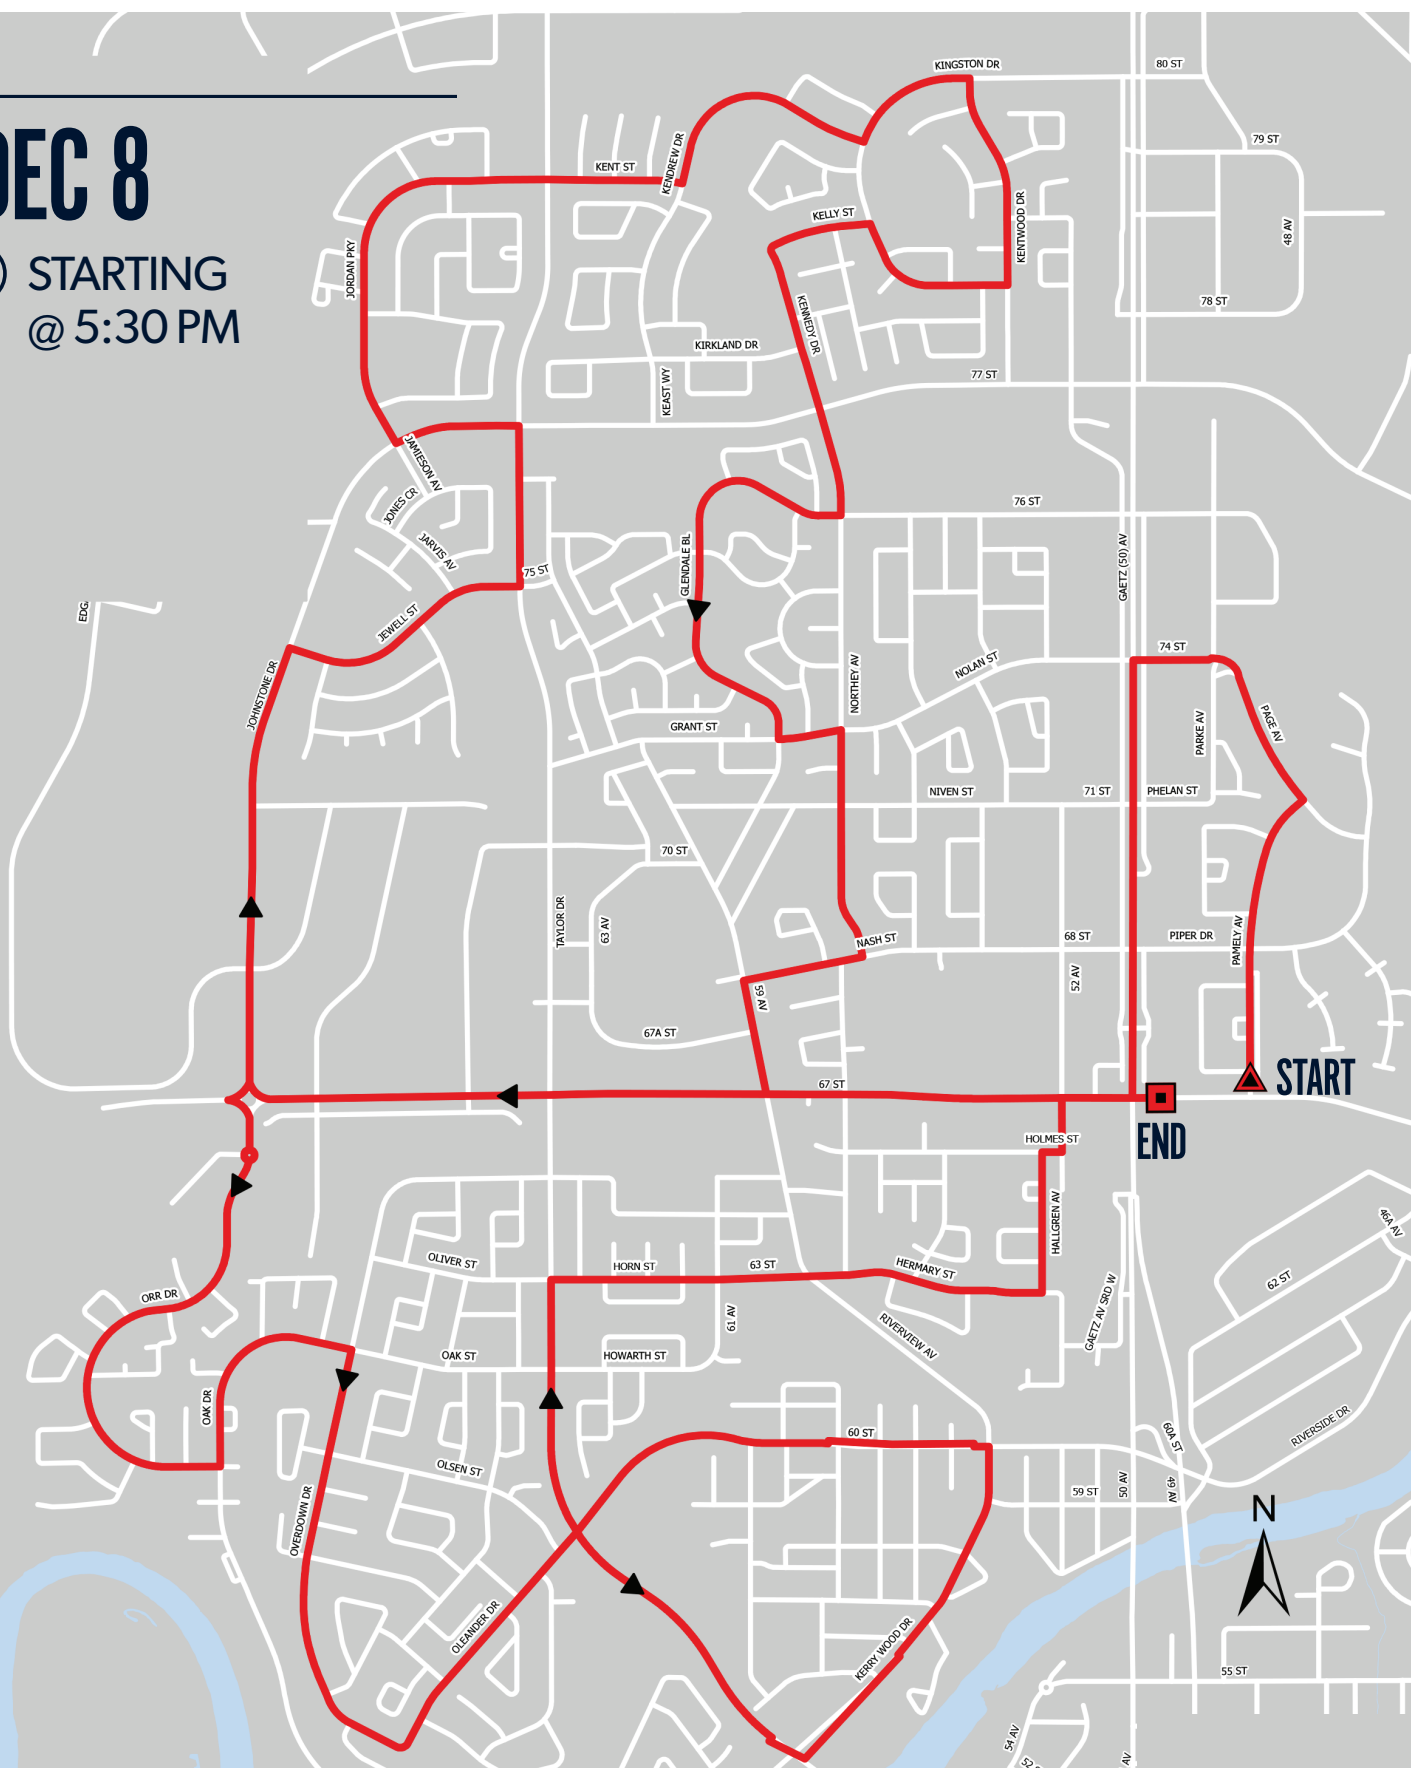 DEC 8
STARTING
@ 5:30 PM
KINGSTON DR
80 ST
79 ST
KENT ST
KENDREW DR
KELLY ST
KENTWOOD DR
48 AV
JORDAN PKY
78 ST
KENNEDY DR
KIRKLAND DR
KEAST WY
77 ST
JAMIESON AV
JONES CR
JARVIS AV
76 ST
GAETZ (50) AV
GLENDALE BL
75 ST
JEWELL ST
JOHNSTONE DR
74 ST
NOLAN ST
NORTHEY AV
PARKE AV
PAGE AV
GRANT ST
NIVEN ST
71 ST
PHELAN ST
70 ST
TAYLOR DR
63 AV
NASH ST
68 ST
PIPER DR
PAMELY AV
52 AV
59 AV
67A ST
67 ST
START
END
HOLMES ST
HALLGREN AV
46A AV
OLIVER ST
HORN ST
63 ST
HERMARY ST
62 ST
ORR DR
61 AV
RIVERVIEW AV
GAETZ AV SRD W
OAK ST
HOWARTH ST
OAK DR
60 ST
60A ST
RIVERSIDE DR
OLSEN ST
59 ST
50 AV
49 AV
OVERDOWN DR
N
OLEANDER DR
KERRY WOOD DR
55 ST
54 AV
AV